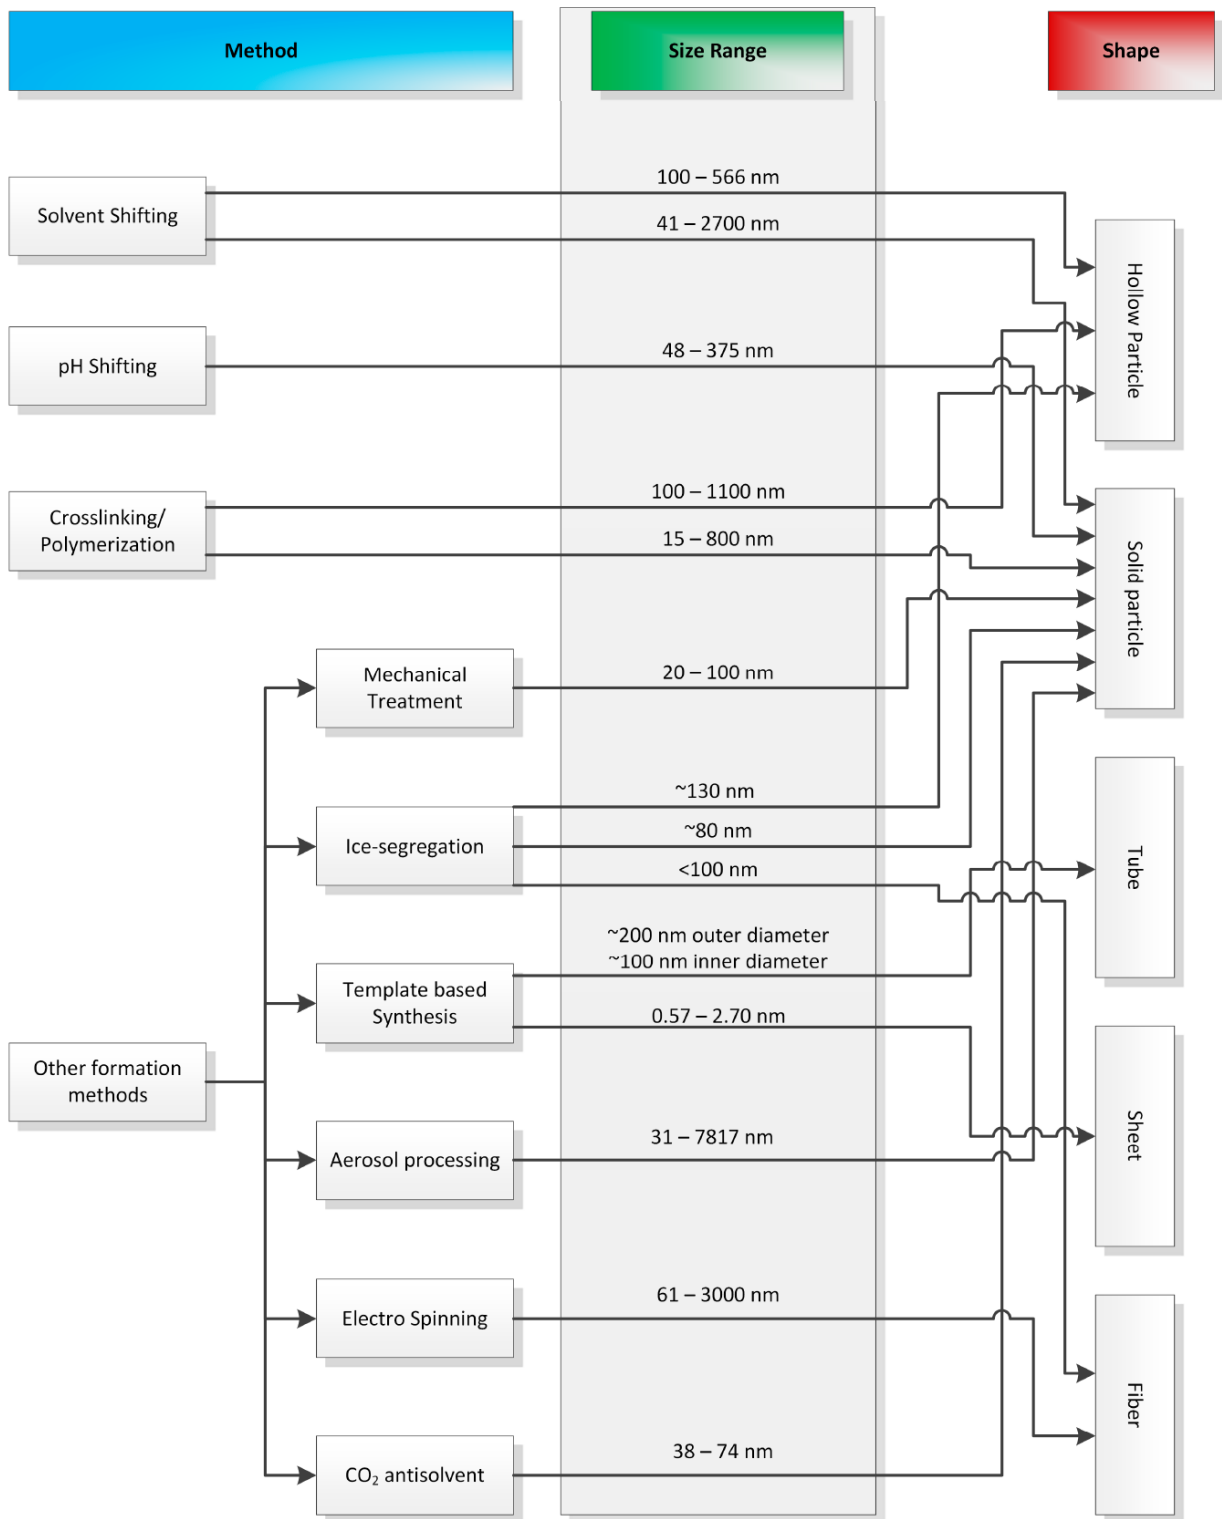 Method
Size Range
Shape
Solvent Shifting
100 – 566 nm
41 – 2700 nm
Hollow Particle
pH Shifting
48 – 375 nm
Crosslinking/
Polymerization
100 – 1100 nm
15 – 800 nm
Solid particle
Mechanical
Treatment
20 – 100 nm
Ice-segregation
~130 nm
~80 nm
<100 nm
Tube
Template based
Synthesis
~200 nm outer diameter
~100 nm inner diameter
0.57 – 2.70 nm
Sheet
Other formation
methods
Aerosol processing
31 – 7817 nm
Electro Spinning
61 – 3000 nm
Fiber
CO₂ antisolvent
38 – 74 nm